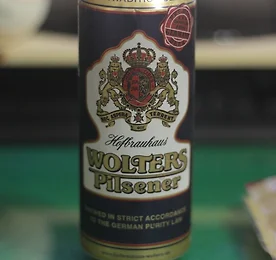 Hofbrauhaus
WOLTERS
Pilsener
BREWED IN STRICT ACCORDANCE
TO THE GERMAN PURITY LAW